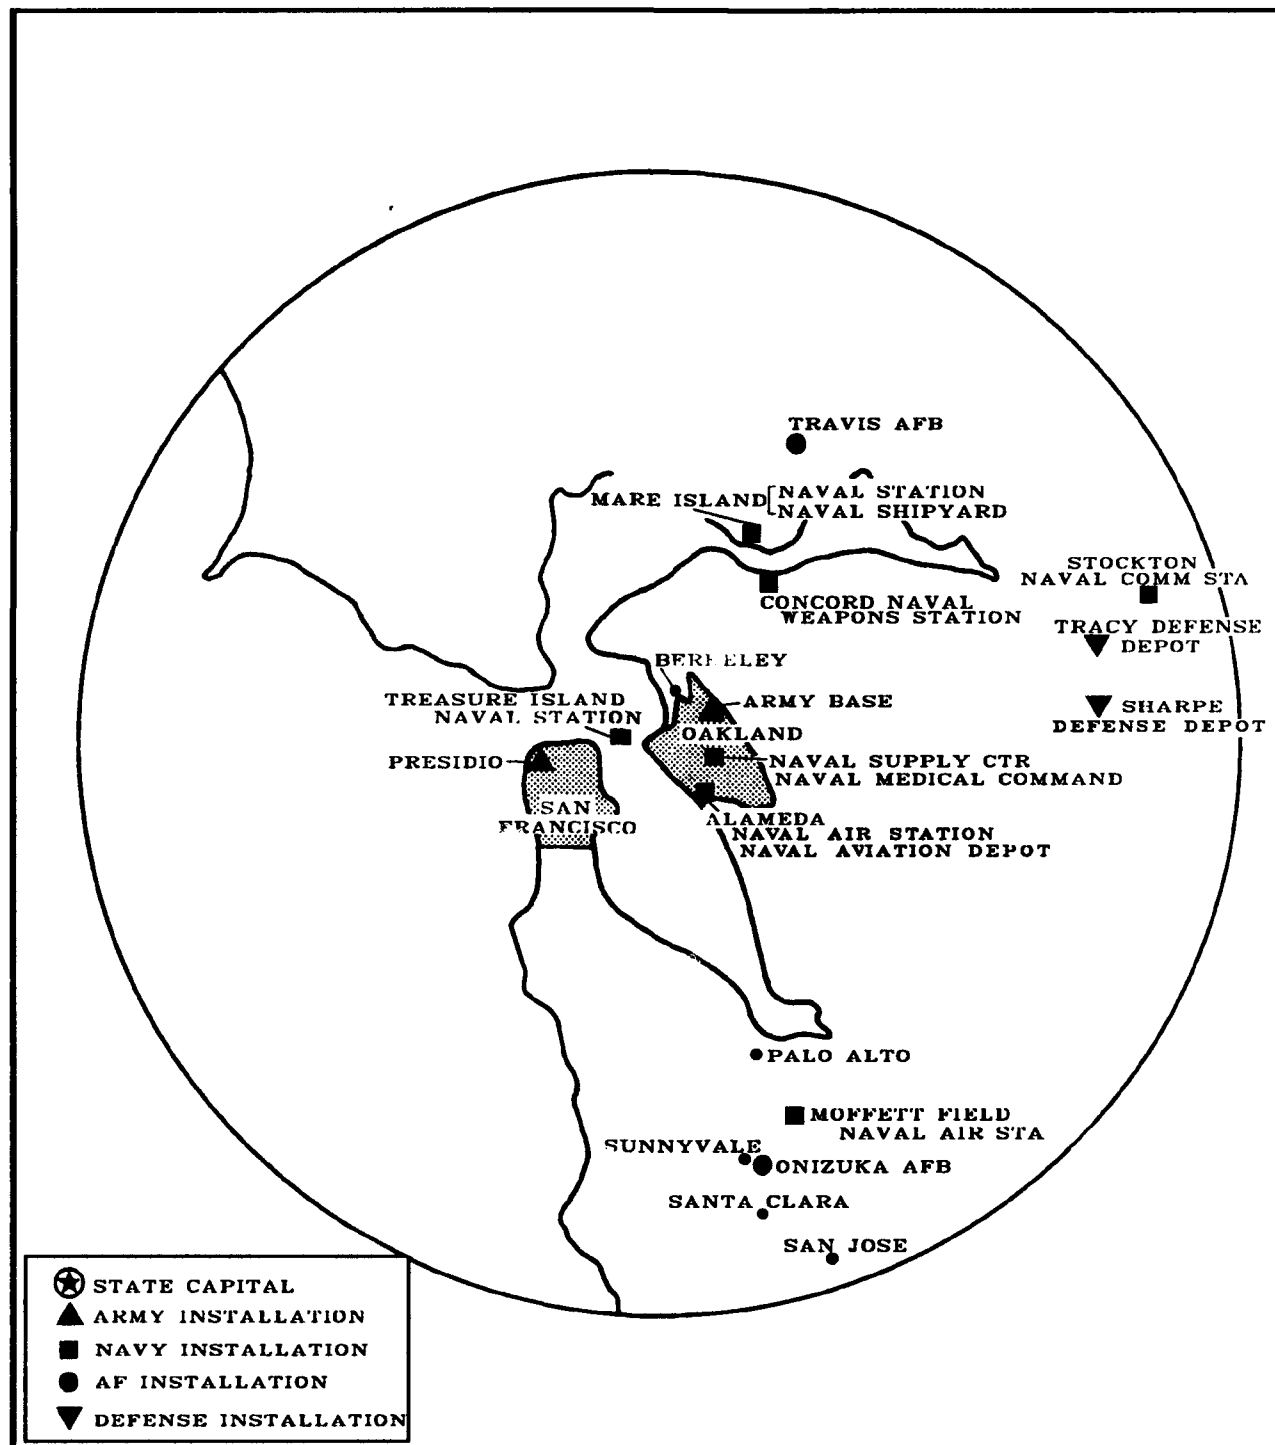 TRAVIS AFB
MARE ISLAND
NAVAL STATION
NAVAL SHIPYARD
STOCKTON
NAVAL COMM STA
CONCORD NAVAL
WEAPONS STATION
TRACY DEFENSE
DEPOT
BERKELEY
TREASURE ISLAND
NAVAL STATION
ARMY BASE
SHARPE
DEFENSE DEPOT
OAKLAND
PRESIDIO
NAVAL SUPPLY CTR
NAVAL MEDICAL COMMAND
SAN
FRANCISCO
ALAMEDA
NAVAL AIR STATION
NAVAL AVIATION DEPOT
PALO ALTO
MOFFETT FIELD
NAVAL AIR STA
SUNNYVALE
ONIZUKA AFB
SANTA CLARA
SAN JOSE
STATE CAPITAL
ARMY INSTALLATION
NAVY INSTALLATION
AF INSTALLATION
DEFENSE INSTALLATION